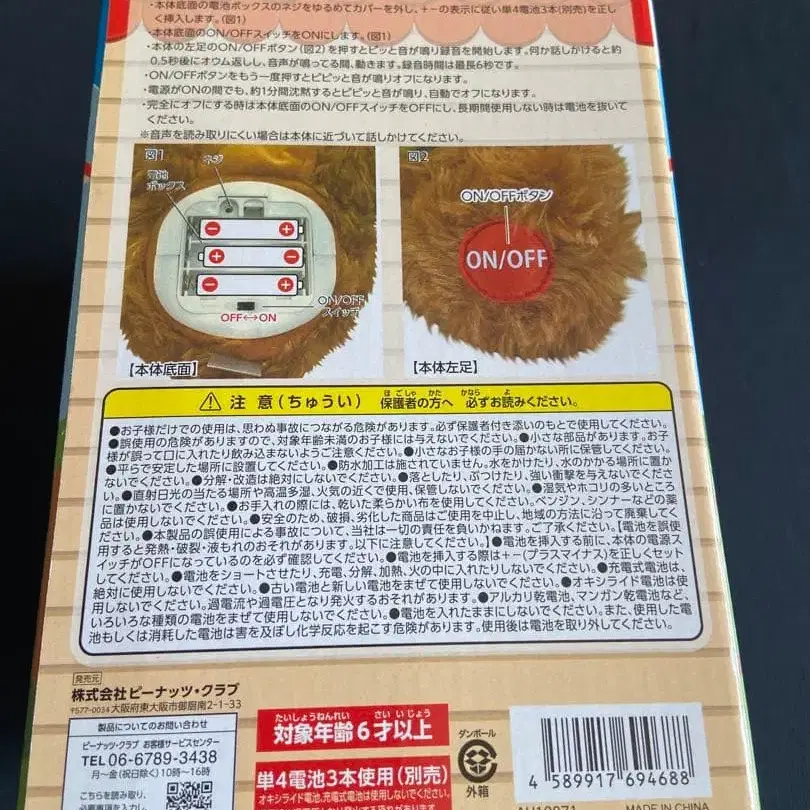 ・本体底面の電池ボックスのネジをゆるめてカバーを外し、+-の表示に従い単4電池3本(別売)を正し
く挿入します。(図1)
・本体底面のON/OFFスイッチをONにします。(図1)
・本体の左足のON/OFFボタン(図2)を押すとピッと音が鳴り録音を開始します。何か話しかけると約
0.5秒後にオウム返しし、音声が鳴ってる間、動きます。録音時間は最長6秒です。
・ON/OFFボタンをもう一度押すとピピッと音が鳴りオフになります。
・電源がONの間でも、約1分間沈黙するとピピッと音が鳴り、自動でオフになります。
・完全にオフにする時は本体底面のON/OFFスイッチをOFFにし、長期間使用しない時は電池を抜いて
ください。
※音声を読み取りにくい場合は本体に近づいて話しかけてください。
図1
ネジ
電池
ボックス
ON/OFF
スイッチ
OFF↔ON
【本体底面】
図2
ON/OFFボタン
ON/OFF
【本体左足】
注意(ちゅうい) 保護者の方へ 必ずお読みください。
ほごしゃ かた かなら よ
●お子様だけでの使用は、思わぬ事故につながる危険があります。必ず保護者付き添いのもとで使用してください。
●誤使用の危険がありますので、対象年齢未満のお子様には与えないでください。●小さな部品があります。お子
様が誤って口に入れたり飲み込まないようご注意ください。●小さなお子様の手の届かない所に保管してください。
●平らで安定した場所に設置してください。●防水加工は施されていません。水をかけたり、水のかかる場所に置か
ないでください。●分解・改造は絶対にしないでください。●落としたり、ぶつけたり、強い衝撃を与えないでください。
●直射日光の当たる場所や高温多湿、火気の近くで使用、保管しないでください。●湿気やホコリの多いところ
に置かないでください。●お手入れの際には、乾いた柔らかい布を使用してください。ベンジン、シンナーなどの薬
品は使用しないでください。●安全のため、破損、劣化した商品はご使用を中止し、地域の方法に沿って廃棄してく
ださい。●本製品の誤使用による事故について、当社は一切の責任を負いかねます。ご了承ください。【電池を誤使
用すると発熱・破裂・液もれのおそれがあります。以下に注意してください。】●電池を挿入する前に、本体の電源ス
イッチがOFFになっているのを必ず確認してください。●電池を挿入する際は+-(プラスマイナス)を正しくセット
してください。●電池をショートさせたり、充電、分解、加熱、火の中に入れたりしないでください。●充電式電池は、
絶対に使用しないでください。●古い電池と新しい電池をまぜて使用しないでください。●オキシライド電池は使
用しないでください。過電流や過電圧となり発火するおそれがあります。●アルカリ乾電池、マンガン乾電池など、
いろいろな種類の電池をまぜて使用しないでください。●電池を入れたままにしないでください。また、使用した電
電池もしくは消耗した電池は害を及ぼし化学反応を起こす危険があります。使用後は電池を取り外してください。
発売元
株式会社ピーナッツ・クラブ
〒577-0034大阪府東大阪市御厨南2-1-33
製品についてのお問い合わせ
ピーナッツ・クラブ お客様サービスセンター
TEL 06-6789-3438
月~金(祝日除く)10時~16時
こちらを読み取り、
たいしょうねんれい さい いじょう
対象年齢6才以上
単4電池3本使用(別売)
オキシライド電池、充電式電池は使用しないでください。
ダンボール
外箱
4 589917 694688
MADE IN CHINA